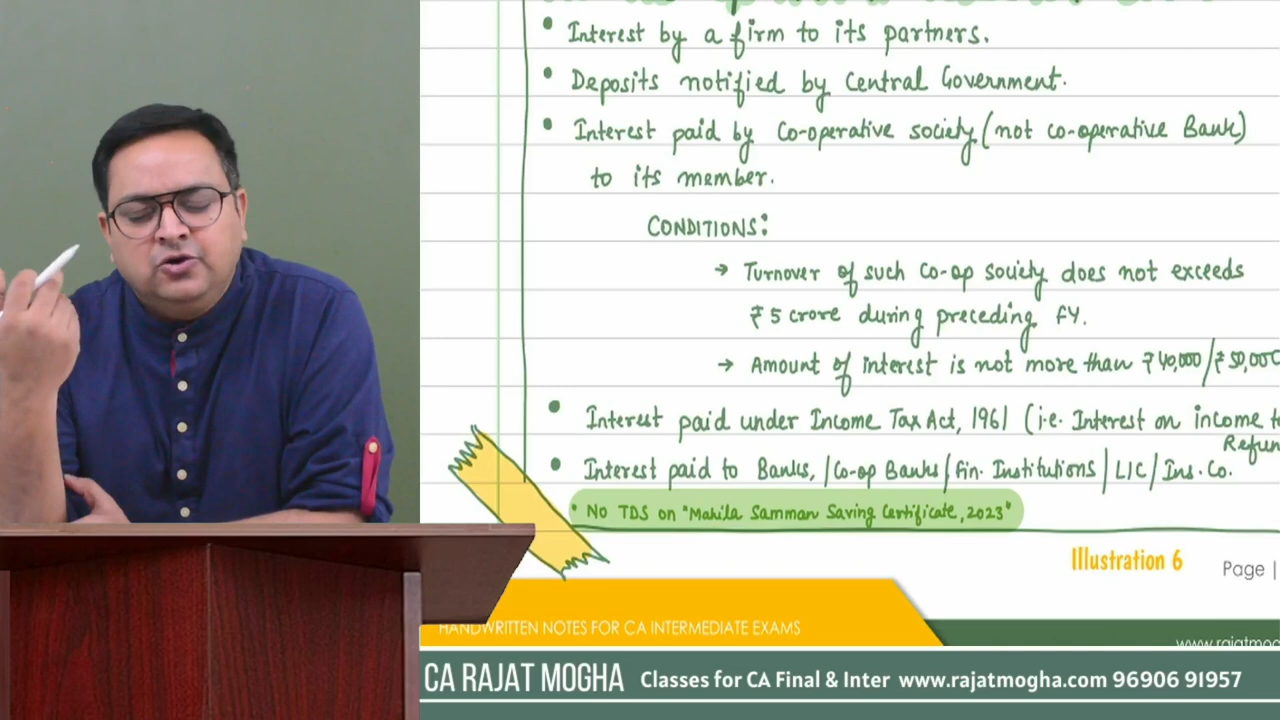 • Interest by a firm to its partners.
• Deposits notified by Central Government.
• Interest paid by Co-operative society (not co-operative Bank)
to its member.
CONDITIONS:
→ Turnover of such Co-op society does not exceeds
₹5 crore during preceding FY.
→ Amount of interest is not more than ₹40,000/₹50,000
• Interest paid under Income Tax Act, 1961 (i.e. Interest on income
Refun
• Interest paid to Banks, /Co-op Banks/Fin. Institutions/LIC/Ins. Co.
• No TDS on "Mahila Samman Saving Certificate, 2023"
Illustration 6
Page |
HANDWRITTEN NOTES FOR CA INTERMEDIATE EXAMS
www.rajatmog
CA RAJAT MOGHA Classes for CA Final & Inter www.rajatmogha.com 96906 91957